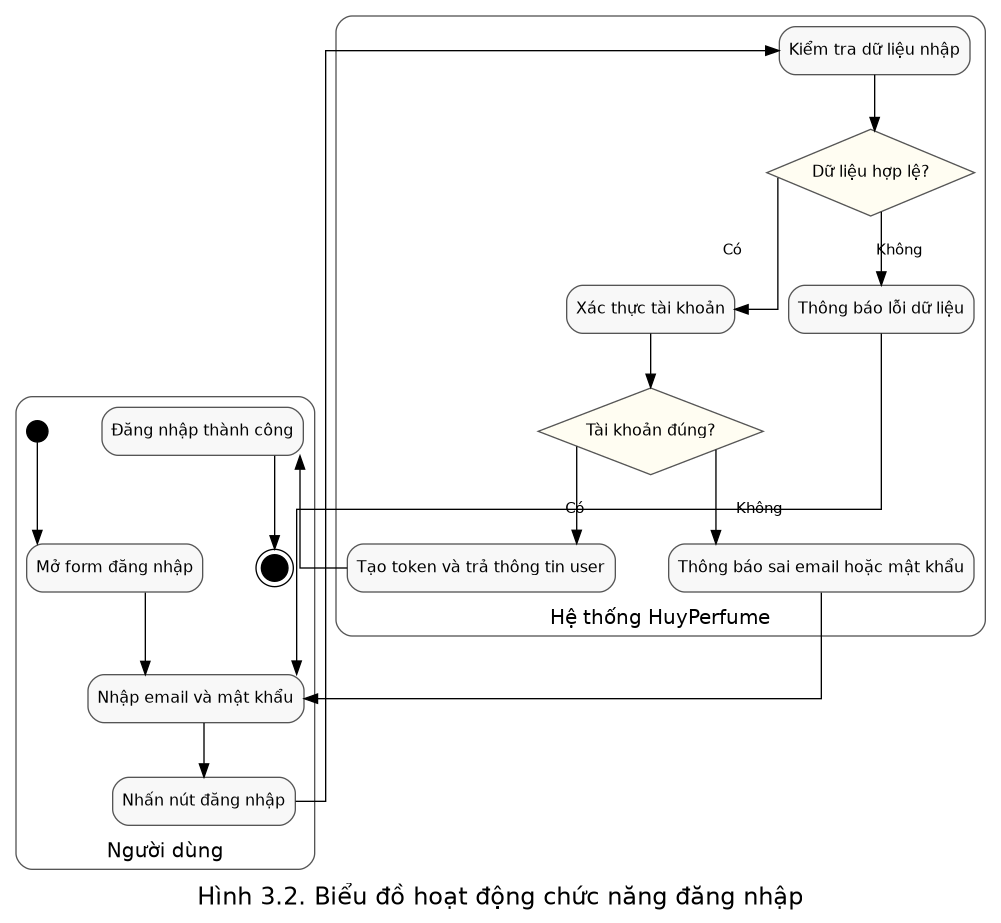 Kiểm tra dữ liệu nhập
Dữ liệu hợp lệ?
Có
Không
Xác thực tài khoản
Thông báo lỗi dữ liệu
Đăng nhập thành công
Tài khoản đúng?
Có
Không
Mở form đăng nhập
Tạo token và trả thông tin user
Thông báo sai email hoặc mật khẩu
Hệ thống HuyPerfume
Nhập email và mật khẩu
Nhấn nút đăng nhập
Người dùng
Hình 3.2. Biểu đồ hoạt động chức năng đăng nhập